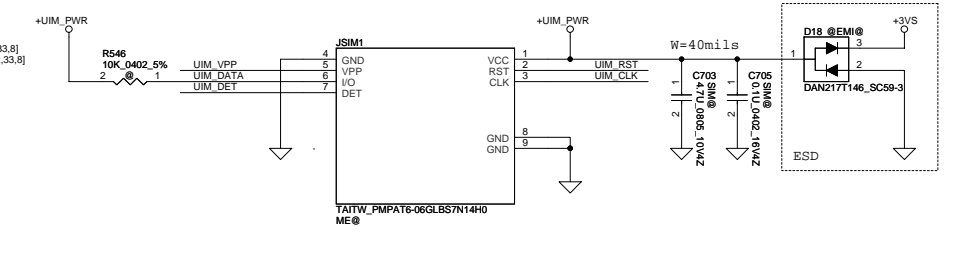 33,8]
,33,8]
+UIM_PWR
R546
10K_0402_5%
2 @ 1
UIM_VPP
UIM_DATA
UIM_DET
JSIM1
4 GND
5 VPP
6 I/O
7 DET
VCC 1
RST 2
CLK 3
GND 8
GND 9
TAITW_PMPAT6-06GLBS7N14H0
ME@
+UIM_PWR
UIM_RST
UIM_CLK
W=40mils
1
2
C703
SIM@
4.7U_0805_10V4Z
1
2
C705
SIM@
0.1U_0402_16V4Z
D18 @EMI@
1
3
2
DAN217T146_SC59-3
+3VS
ESD